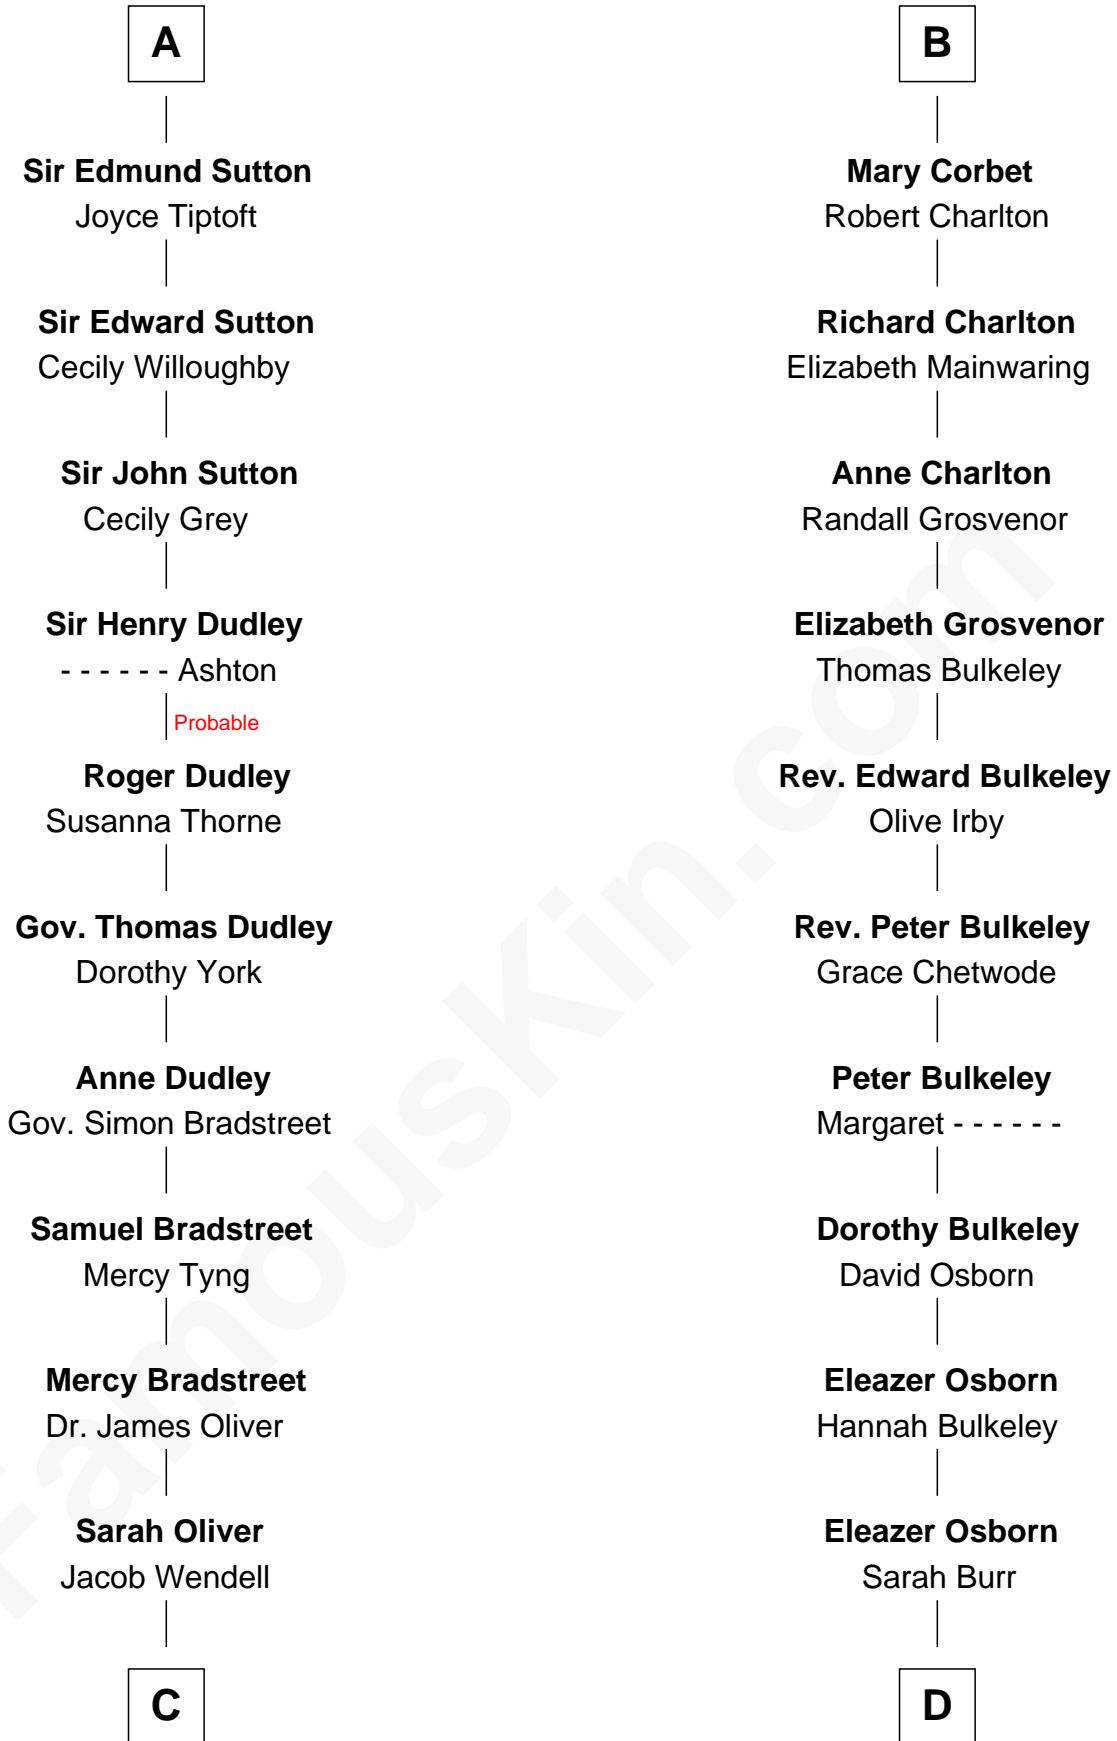 A
Sir Edmund Sutton
Joyce Tiptoft
Sir Edward Sutton
Cecily Willoughby
Sir John Sutton
Cecily Grey
Sir Henry Dudley
- - - - - - Ashton
Probable
Roger Dudley
Susanna Thorne
Gov. Thomas Dudley
Dorothy York
Anne Dudley
Gov. Simon Bradstreet
Samuel Bradstreet
Mercy Tyng
Mercy Bradstreet
Dr. James Oliver
Sarah Oliver
Jacob Wendell
C
B
Mary Corbet
Robert Charlton
Richard Charlton
Elizabeth Mainwaring
Anne Charlton
Randall Grosvenor
Elizabeth Grosvenor
Thomas Bulkeley
Rev. Edward Bulkeley
Olive Irby
Rev. Peter Bulkeley
Grace Chetwode
Peter Bulkeley
Margaret - - - - - -
Dorothy Bulkeley
David Osborn
Eleazer Osborn
Hannah Bulkeley
Eleazer Osborn
Sarah Burr
D
FamousKin.com